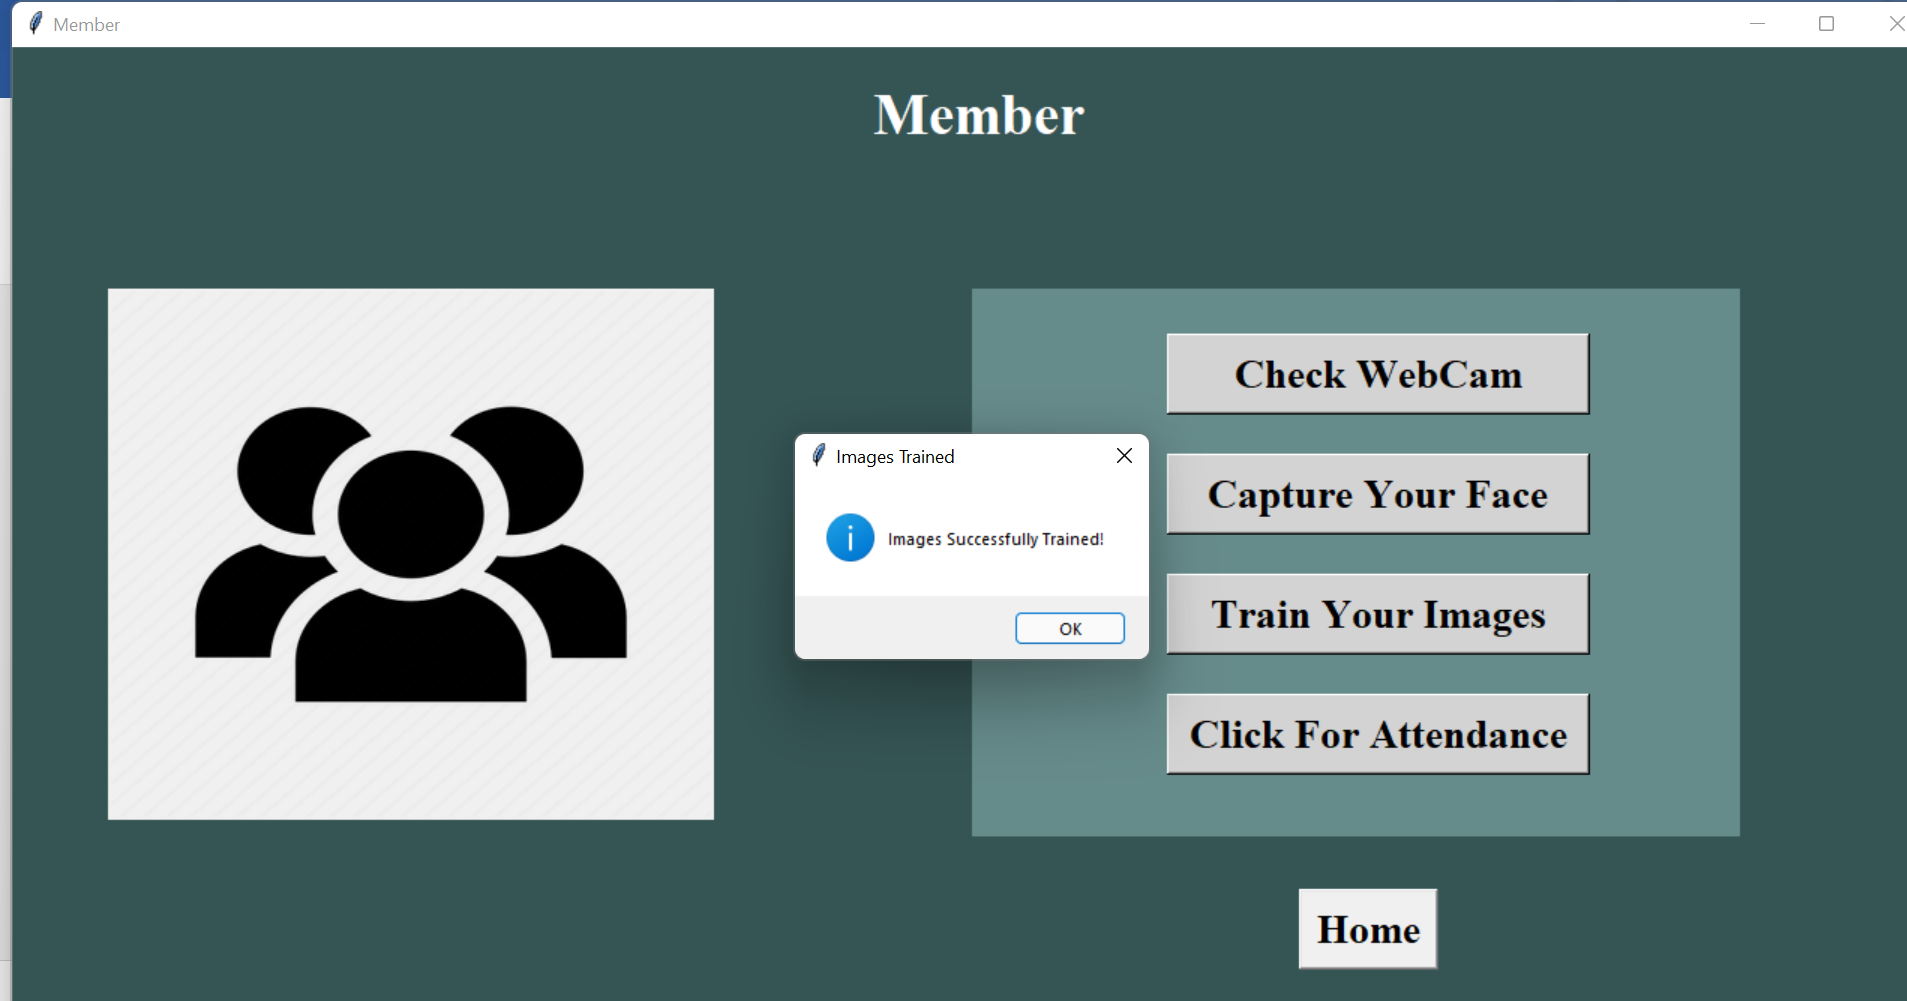 Member
Member
Check WebCam
Images Trained
Capture Your Face
Images Successfully Trained!
Train Your Images
OK
Click For Attendance
Home